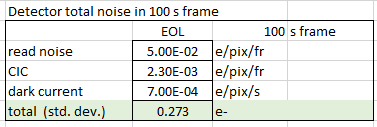 Detector total noise in 100 s frame
EOL 100 s frame
read noise 5.00E-02 e/pix/fr
CIC 2.30E-03 e/pix/fr
dark current 7.00E-04 e/pix/s
total (std. dev.) 0.273 e-